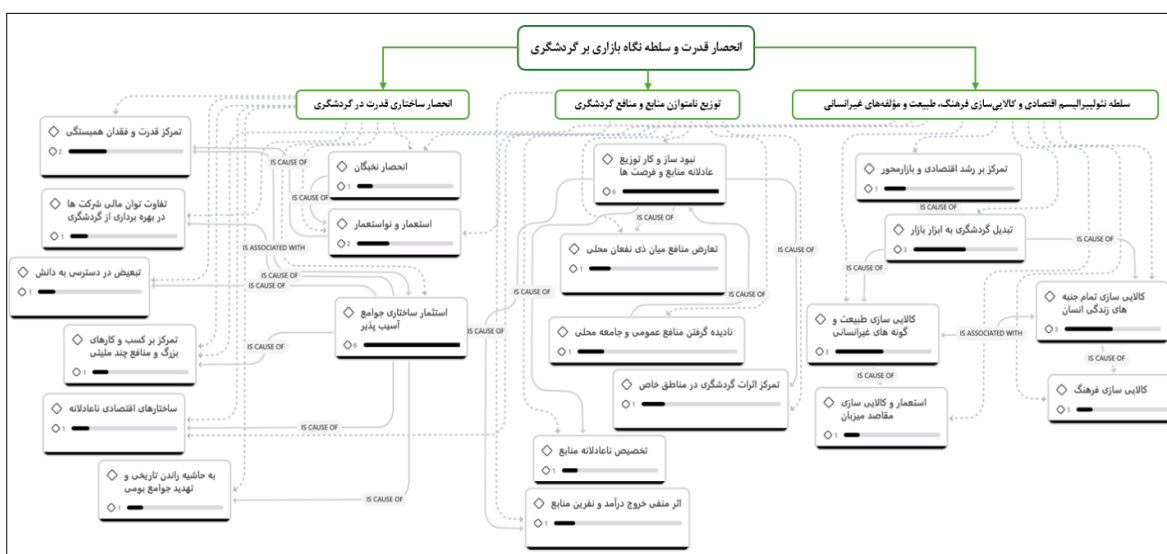 انحصار قدرت و سلطه نگاه بازاری بر گردشگری
انحصار ساختاری قدرت در گردشگری
توزیع نامتوازن منابع و منافع گردشگری
سلطه نئولیبرالیسم اقتصادی و کالایی‌سازی فرهنگ، طبیعت و مؤلفه‌های غیرانسانی
تمرکز قدرت و فقدان همبستگی
2
IS CAUSE OF
انحصار نخبگان
1
IS CAUSE OF
استعمار و نواستعمار
2
تفاوت توان مالی شرکت ها
در بهره برداری از گردشگری
1
IS ASSOCIATED WITH
تبعیض در دسترسی به دانش
1
IS CAUSE OF
IS CAUSE OF
استثمار ساختاری جوامع
آسیب پذیر
6
تمرکز بر کسب و کارهای
بزرگ و منافع چند ملیتی
1
IS CAUSE OF
ساختارهای اقتصادی ناعادلانه
1
IS CAUSE OF
به حاشیه راندن تاریخی و
تهدید جوامع بومی
1
IS CAUSE OF
نبود ساز و کار توزیع
عادلانه منابع و فرصت ها
6
IS CAUSE OF
تعارض منافع میان ذی نفعان محلی
1
IS CAUSE OF
IS CAUSE OF
IS CAUSE OF
نادیده گرفتن منافع عمومی و جامعه محلی
1
IS CAUSE OF
تمرکز اثرات گردشگری در مناطق خاص
1
تخصیص ناعادلانه منابع
1
اثر منفی خروج درآمد و نفرین منابع
1
تمرکز بر رشد اقتصادی و بازارمحور
1
IS CAUSE OF
تبدیل گردشگری به ابزار بازار
3
IS CAUSE OF
IS CAUSE OF
کالایی سازی تمام جنبه
های زندگی انسان
3
کالایی سازی طبیعت و
گونه های غیرانسانی
3
IS ASSOCIATED WITH
IS CAUSE OF
IS CAUSE OF
کالایی سازی فرهنگ
1
استعمار و کالایی سازی
مقاصد میزبان
1